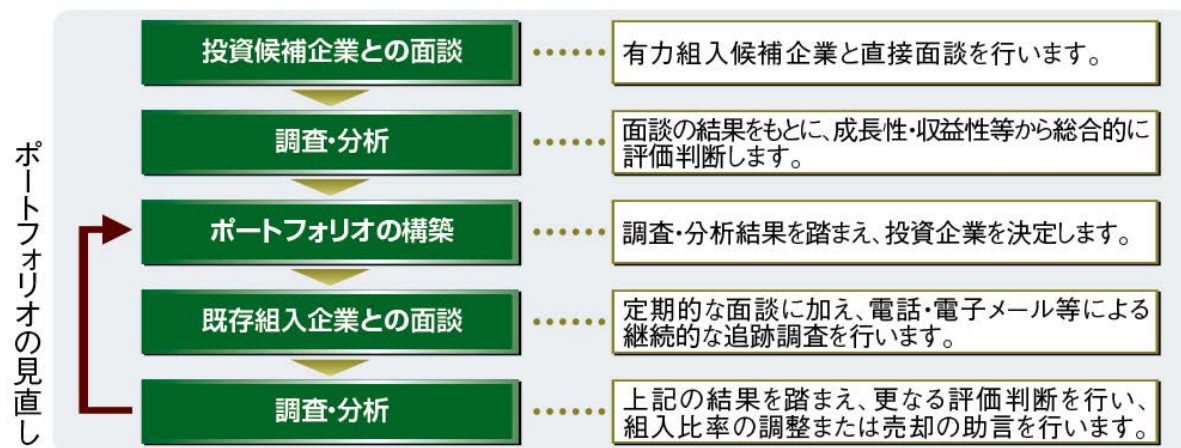 投資候補企業との面談
有力組入候補企業と直接面談を行います。
調査・分析
面談の結果をもとに、成長性・収益性等から総合的に
評価判断します。
ポートフォリオの構築
調査・分析結果を踏まえ、投資企業を決定します。
既存組入企業との面談
定期的な面談に加え、電話・電子メール等による
継続的な追跡調査を行います。
調査・分析
上記の結果を踏まえ、更なる評価判断を行い、
組入比率の調整または売却の助言を行います。
ポートフォリオの見直し